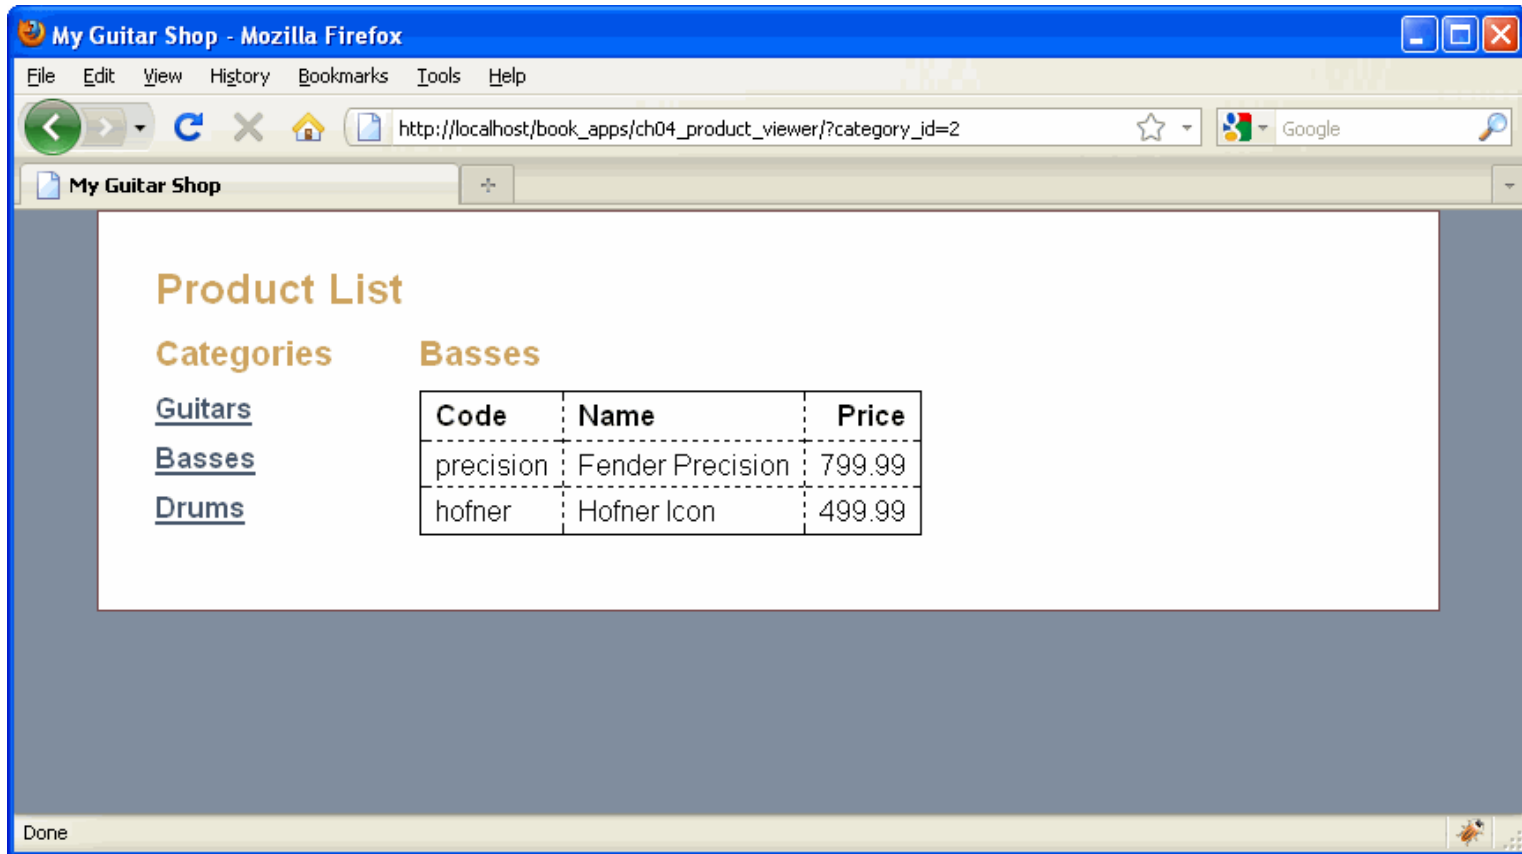 My Guitar Shop - Mozilla Firefox
File Edit View History Bookmarks Tools Help
http://localhost/book_apps/ch04_product_viewer/?category_id=2 Google
My Guitar Shop
Product List
Categories Basses
Guitars
Basses
Drums
Code Name Price
precision Fender Precision 799.99
hofner Hofner Icon 499.99
Done